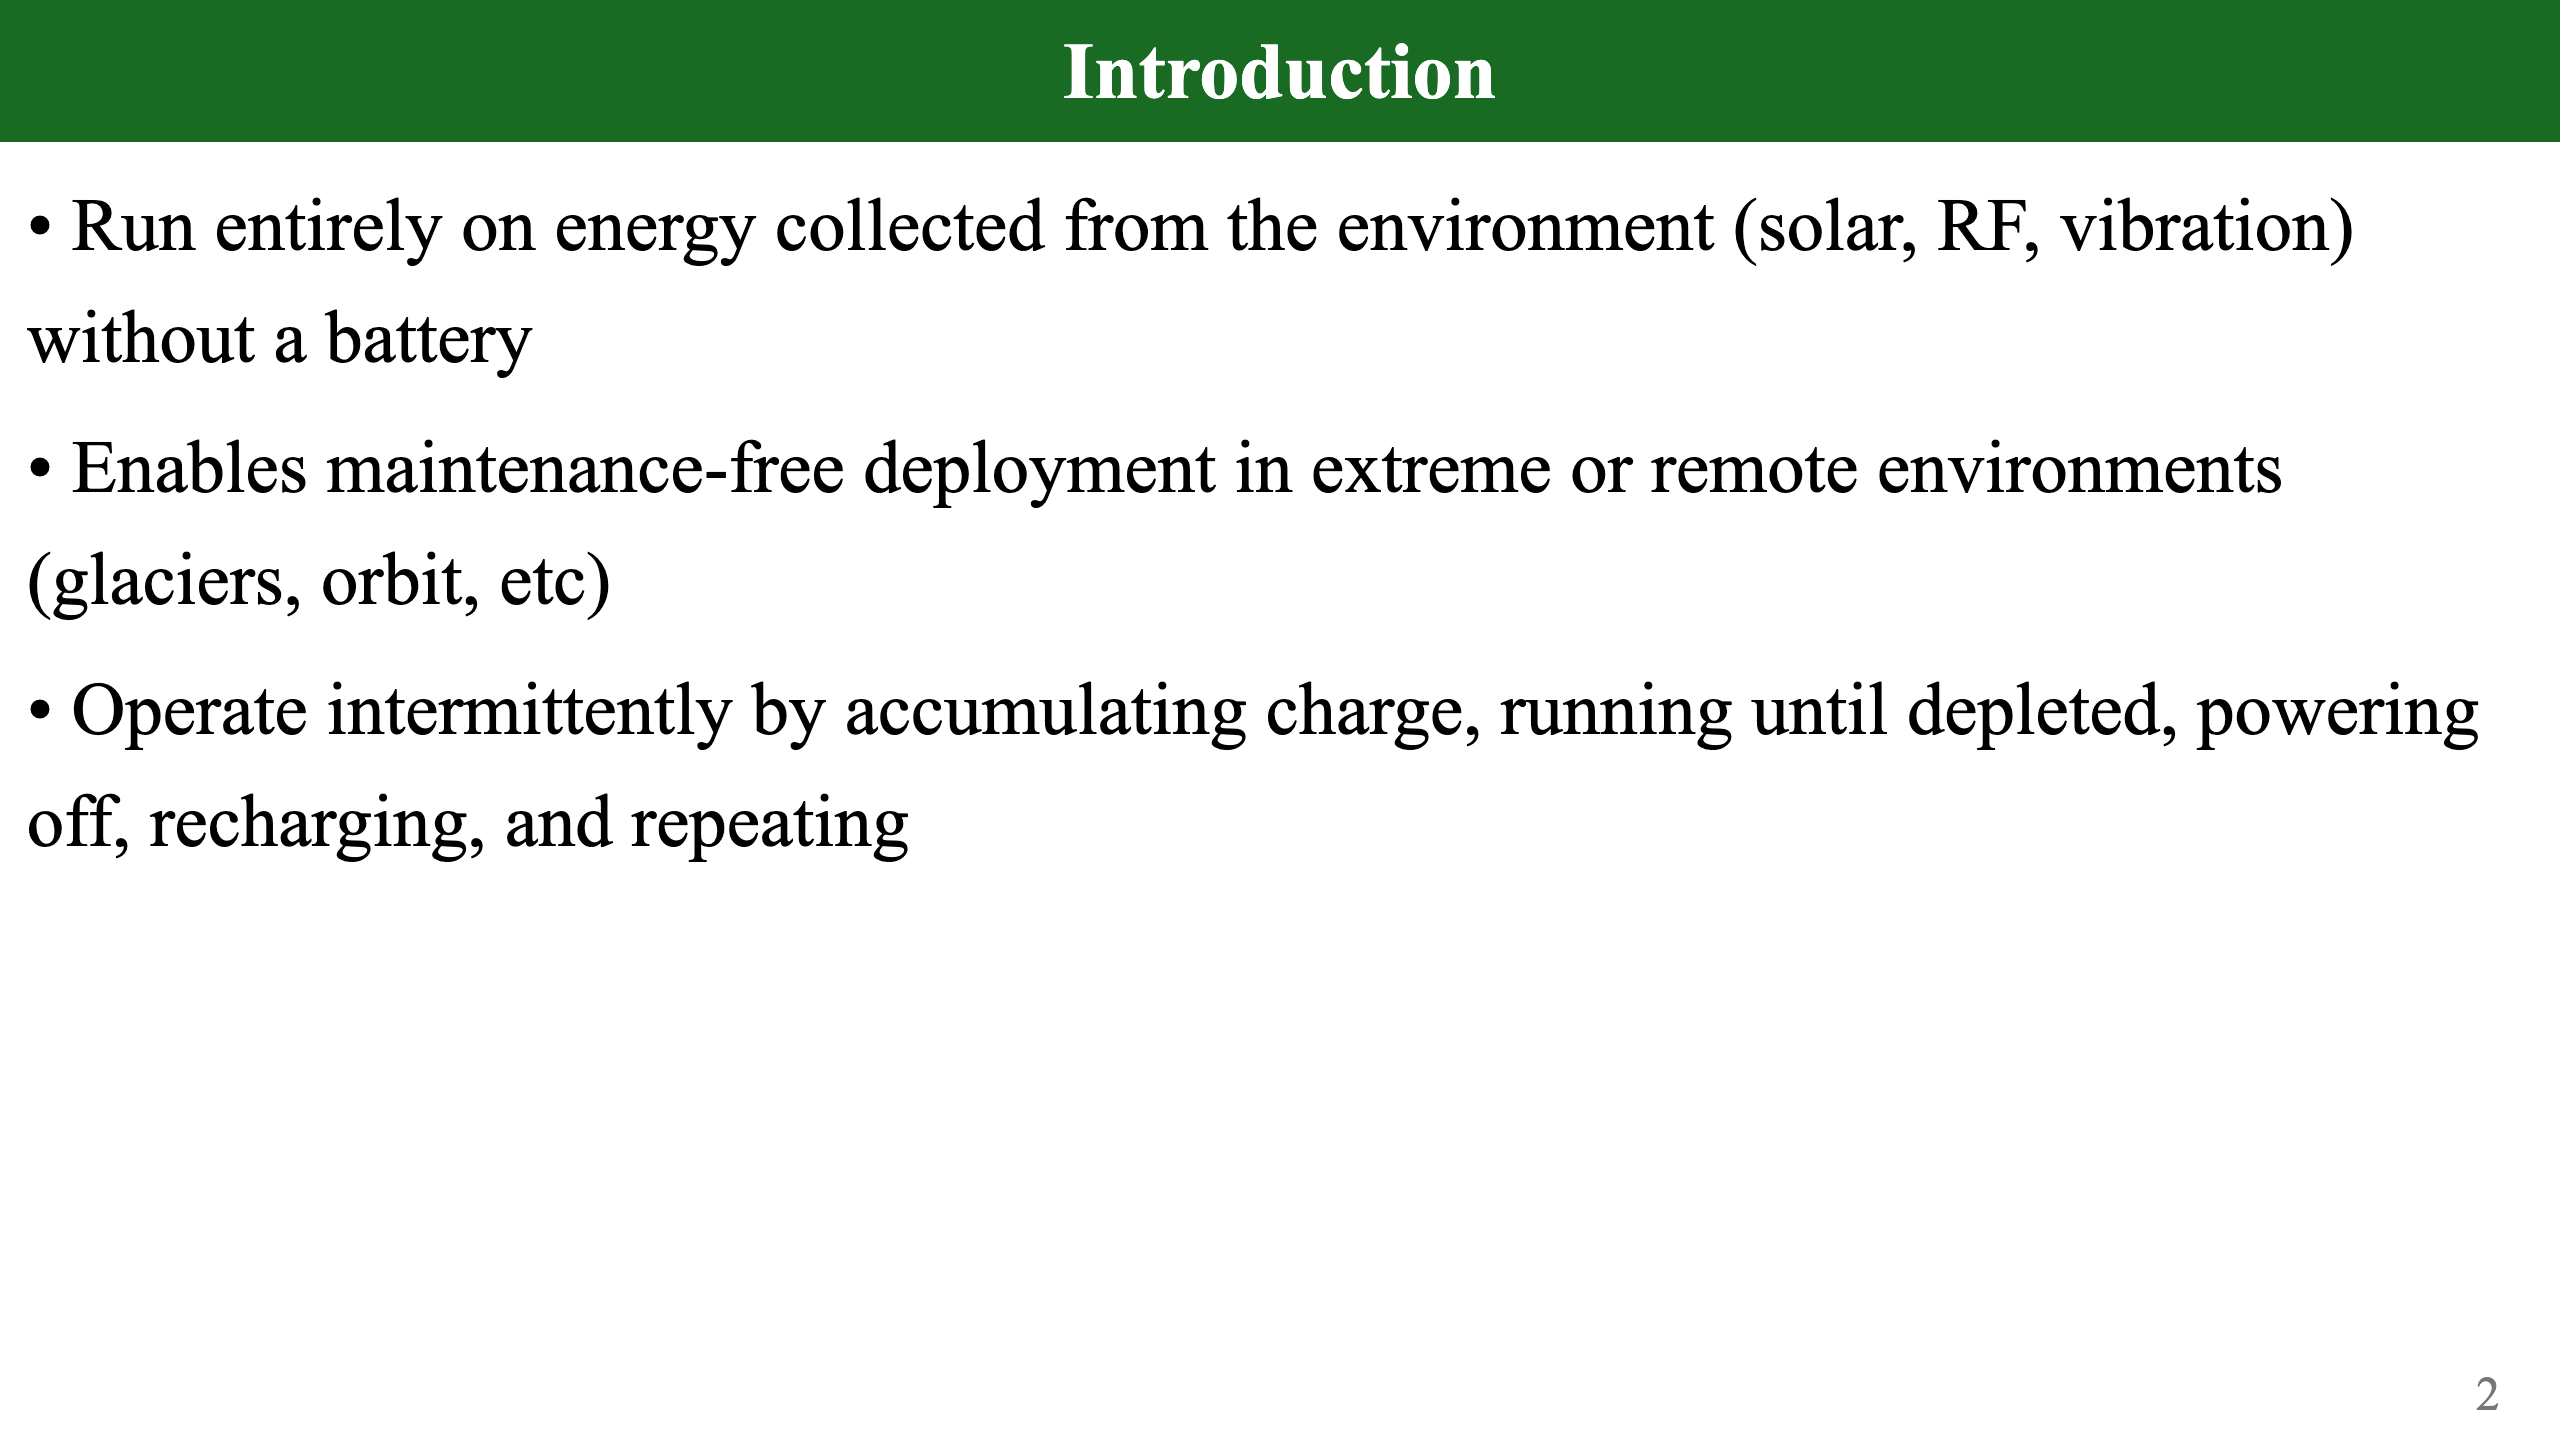 Introduction
• Run entirely on energy collected from the environment (solar, RF, vibration)
without a battery
• Enables maintenance-free deployment in extreme or remote environments
(glaciers, orbit, etc)
• Operate intermittently by accumulating charge, running until depleted, powering
off, recharging, and repeating
2